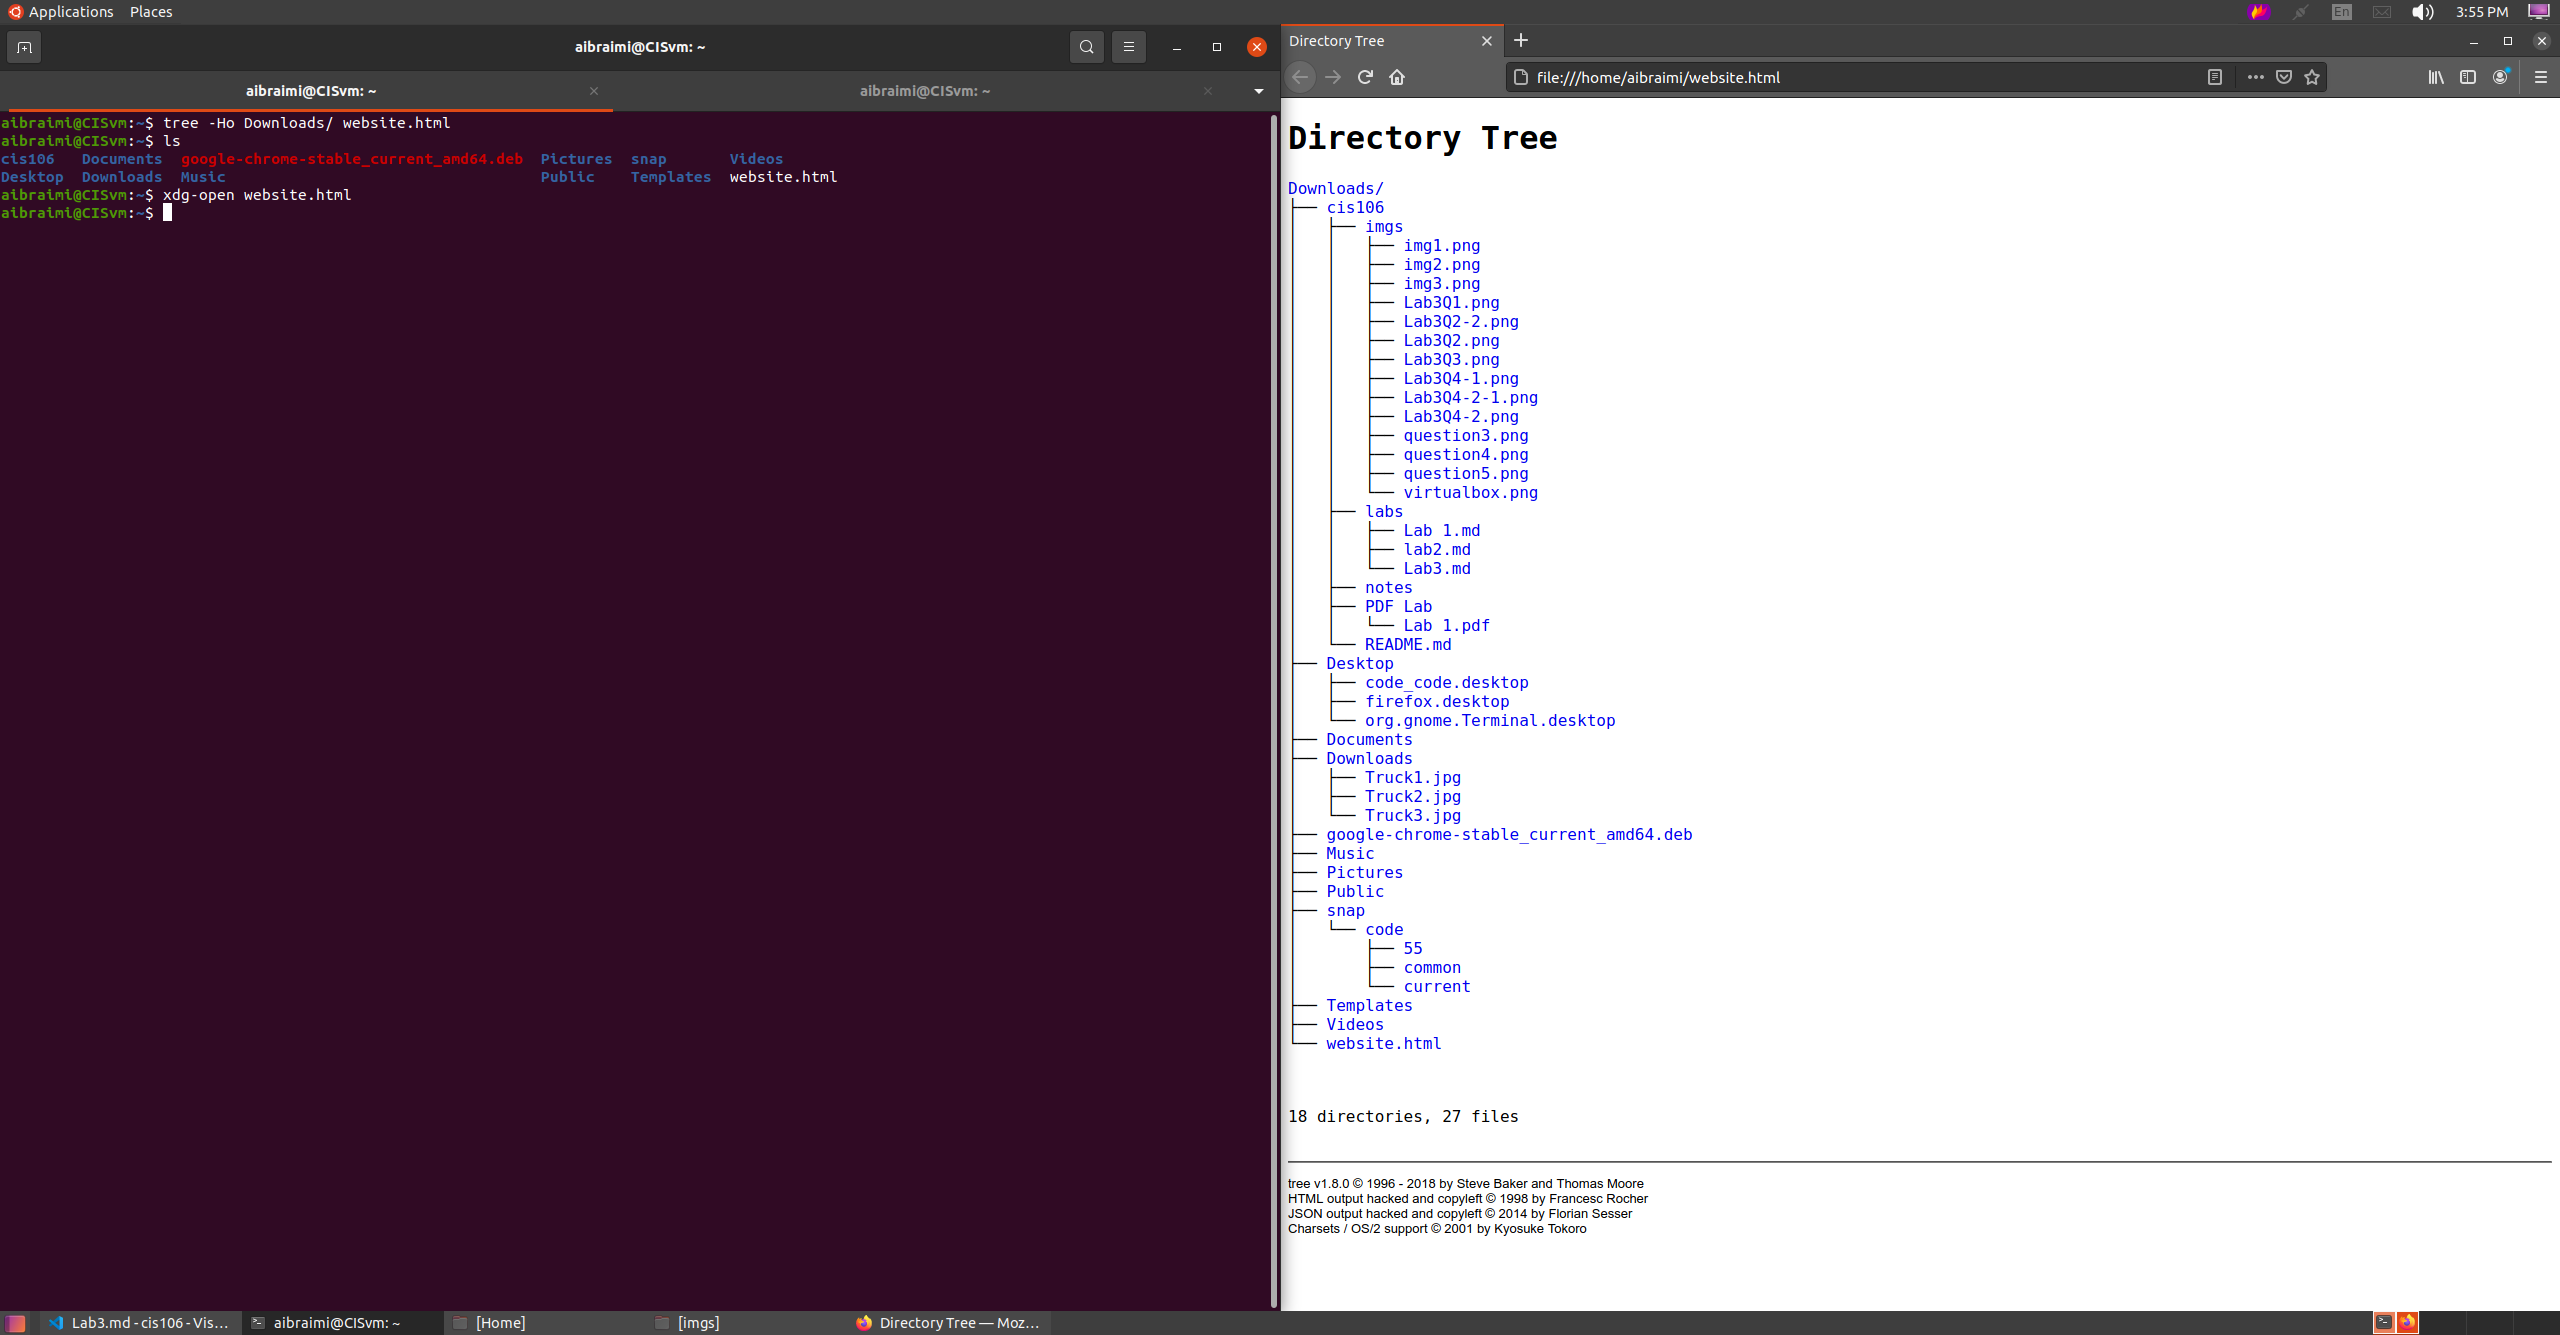 Applications Places
En
3:55 PM
aibraimi@CISvm: ~
aibraimi@CISvm: ~
aibraimi@CISvm: ~
aibraimi@CISvm:~$ tree -Ho Downloads/ website.html
aibraimi@CISvm:~$ ls
cis106 Documents google-chrome-stable_current_amd64.deb Pictures snap Videos
Desktop Downloads Music Public Templates website.html
aibraimi@CISvm:~$ xdg-open website.html
aibraimi@CISvm:~$
Directory Tree
file:///home/aibraimi/website.html
Directory Tree
Downloads/
├── cis106
│   ├── imgs
│   │   ├── img1.png
│   │   ├── img2.png
│   │   ├── img3.png
│   │   ├── Lab3Q1.png
│   │   ├── Lab3Q2-2.png
│   │   ├── Lab3Q2.png
│   │   ├── Lab3Q3.png
│   │   ├── Lab3Q4-1.png
│   │   ├── Lab3Q4-2-1.png
│   │   ├── Lab3Q4-2.png
│   │   ├── question3.png
│   │   ├── question4.png
│   │   ├── question5.png
│   │   └── virtualbox.png
│   ├── labs
│   │   ├── Lab 1.md
│   │   ├── lab2.md
│   │   └── Lab3.md
│   ├── notes
│   ├── PDF Lab
│   │   └── Lab 1.pdf
│   └── README.md
├── Desktop
│   ├── code_code.desktop
│   ├── firefox.desktop
│   └── org.gnome.Terminal.desktop
├── Documents
├── Downloads
│   ├── Truck1.jpg
│   ├── Truck2.jpg
│   └── Truck3.jpg
├── google-chrome-stable_current_amd64.deb
├── Music
├── Pictures
├── Public
├── snap
│   └── code
│       ├── 55
│       ├── common
│       └── current
├── Templates
├── Videos
└── website.html
18 directories, 27 files
tree v1.8.0 © 1996 - 2018 by Steve Baker and Thomas Moore
HTML output hacked and copyleft © 1998 by Francesc Rocher
JSON output hacked and copyleft © 2014 by Florian Sesser
Charsets / OS/2 support © 2001 by Kyosuke Tokoro
Lab3.md - cis106 - Vis...
aibraimi@CISvm: ~
[Home]
[imgs]
Directory Tree — Moz...